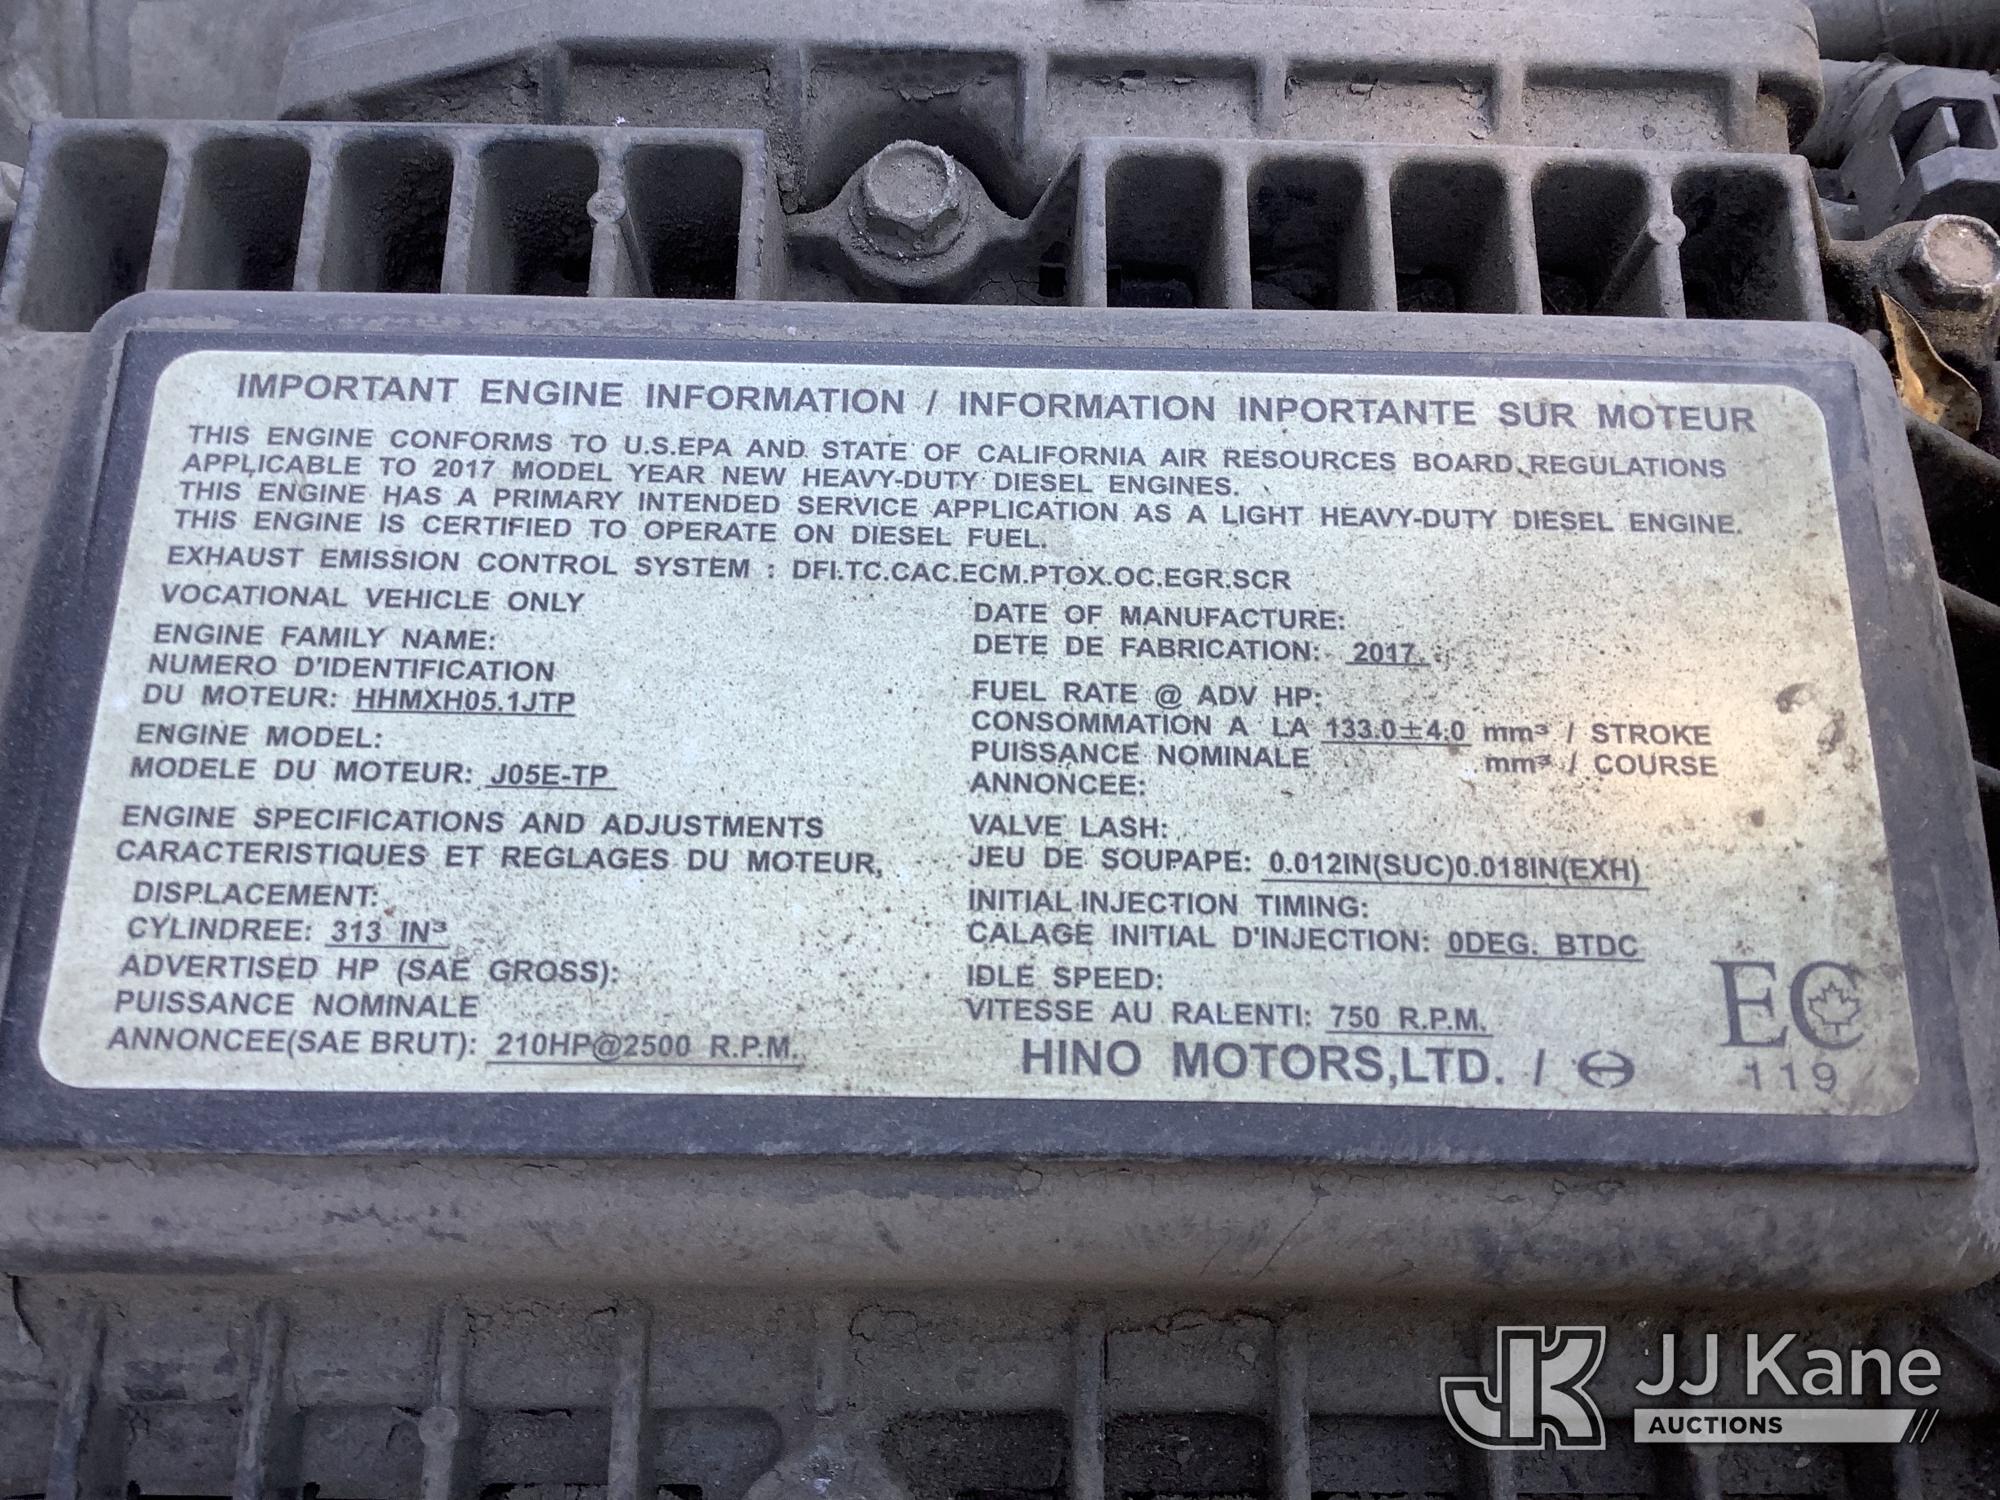 IMPORTANT ENGINE INFORMATION / INFORMATION INPORTANTE SUR MOTEUR
THIS ENGINE CONFORMS TO U.S.EPA AND STATE OF CALIFORNIA AIR RESOURCES BOARD REGULATIONS
APPLICABLE TO 2017 MODEL YEAR NEW HEAVY-DUTY DIESEL ENGINES.
THIS ENGINE HAS A PRIMARY INTENDED SERVICE APPLICATION AS A LIGHT HEAVY-DUTY DIESEL ENGINE.
THIS ENGINE IS CERTIFIED TO OPERATE ON DIESEL FUEL.
EXHAUST EMISSION CONTROL SYSTEM : DFI.TC.CAC.ECM.PTOX.OC.EGR.SCR
VOCATIONAL VEHICLE ONLY
ENGINE FAMILY NAME:
NUMERO D'IDENTIFICATION
DU MOTEUR: HHMXH05.1JTP
ENGINE MODEL:
MODELE DU MOTEUR: J05E-TP
ENGINE SPECIFICATIONS AND ADJUSTMENTS
CARACTERISTIQUES ET REGLAGES DU MOTEUR,
DISPLACEMENT:
CYLINDREE: 313 IN³
ADVERTISED HP (SAE GROSS):
PUISSANCE NOMINALE
ANNONCEE(SAE BRUT): 210HP@2500 R.P.M.
DATE OF MANUFACTURE:
DETE DE FABRICATION: 2017.
FUEL RATE @ ADV HP:
CONSOMMATION A LA 133.0±4.0 mm³ / STROKE
PUISSANCE NOMINALE mm³ / COURSE
ANNONCEE:
VALVE LASH:
JEU DE SOUPAPE: 0.012IN(SUC)0.018IN(EXH)
INITIAL INJECTION TIMING:
CALAGE INITIAL D'INJECTION: 0DEG. BTDC
IDLE SPEED:
VITESSE AU RALENTI: 750 R.P.M.
HINO MOTORS,LTD. /
EC
119
JK JJ Kane
AUCTIONS